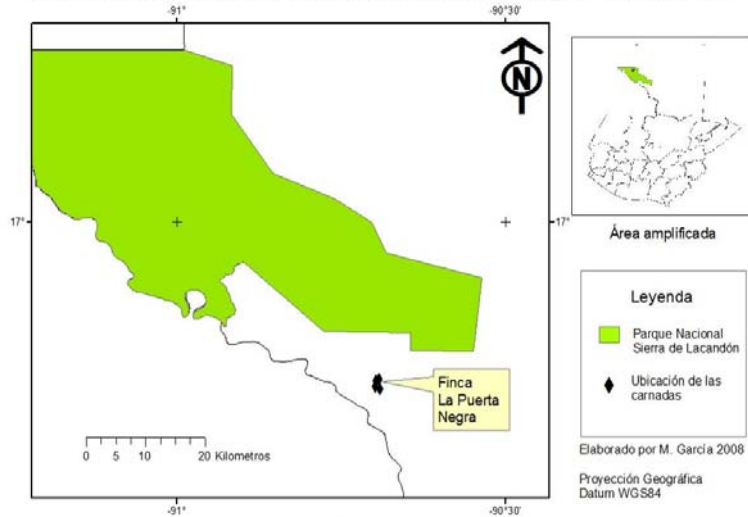 -91°
-90°30'
N
17°
17°
Área amplificada
Leyenda
Parque Nacional
Sierra de Lacandón
Ubicación de las
carnadas
Finca
La Puerta
Negra
0 5 10 20 Kilometros
Elaborado por M. García 2008
Proyección Geográfica
Datum WGS84
-91°
-90°30'